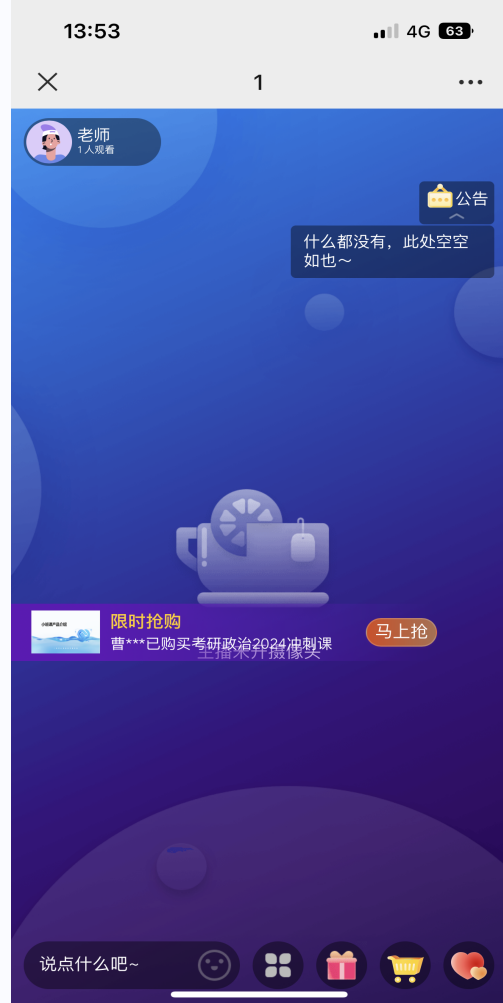 13:53
4G
63
1
老师
1人观看
公告
什么都没有，此处空空
如也～
限时抢购
曹***已购买考研政治2024冲刺课
马上抢
主播未开摄像头
说点什么吧~